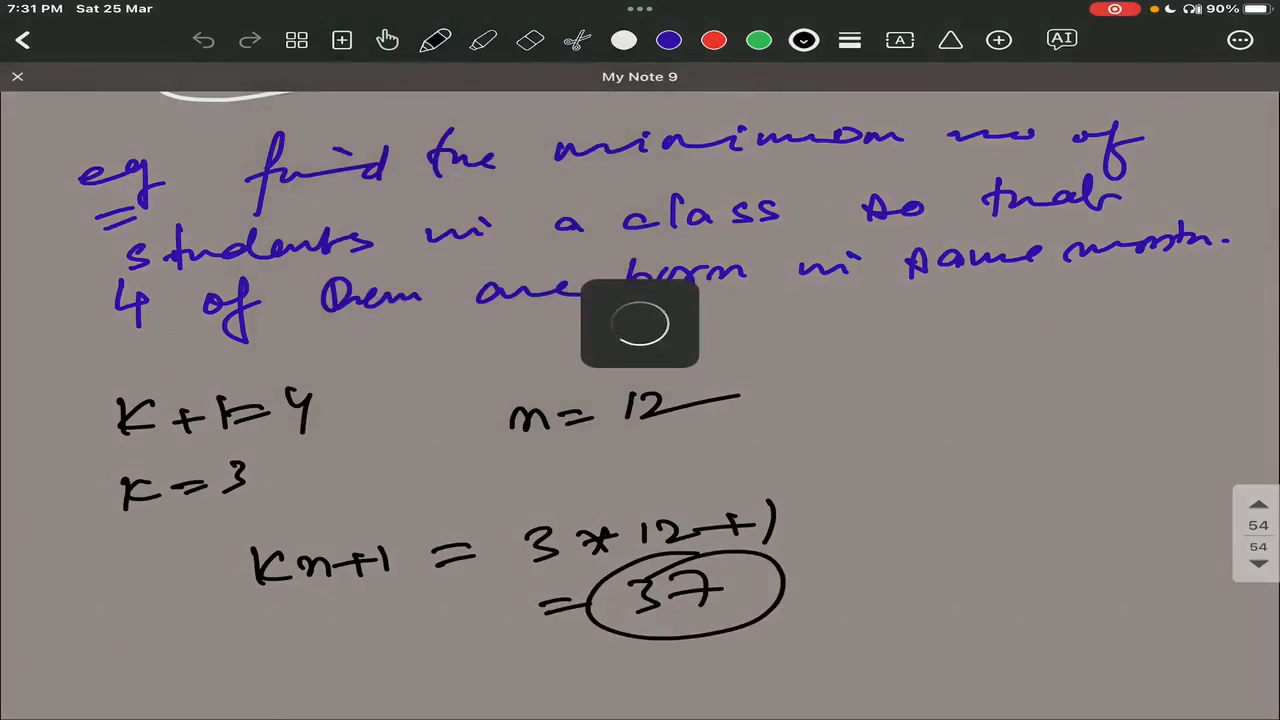 7:31 PM Sat 25 Mar
90%
A
AI
My Note 9
eg find the minimum no of
students in a class so that
4 of them are born in same month.
K+1=4 n=12
K=3
Kn+1 = 3*12+1
= 37
54
54